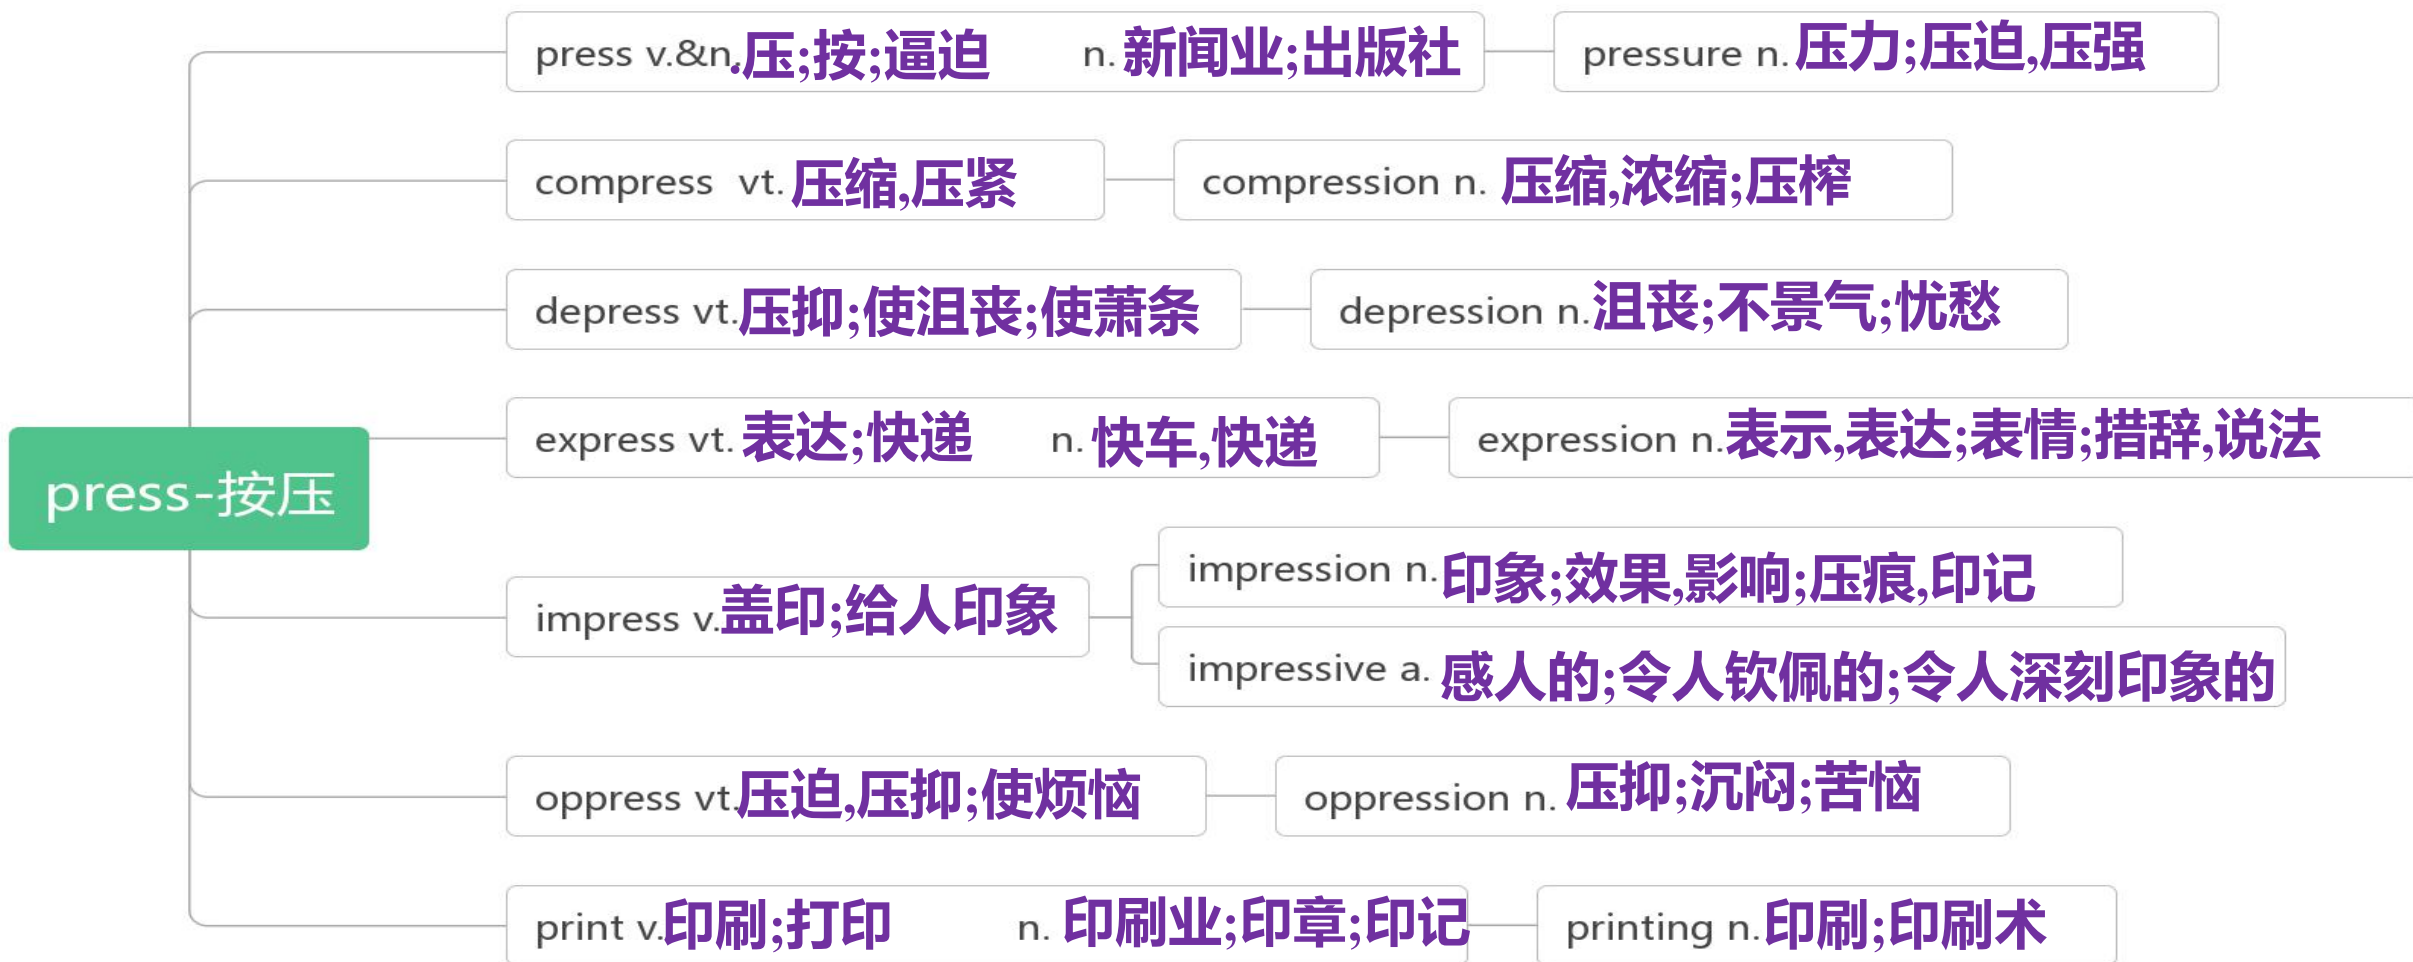 press v.&n.压;按;逼迫 n. 新闻业;出版社 pressure n. 压力;压迫,压强
compress vt. 压缩,压紧 compression n. 压缩,浓缩;压榨
depress vt.压抑;使沮丧;使萧条 depression n.沮丧;不景气;忧愁
express vt. 表达;快递 n. 快车,快递 expression n.表示,表达;表情;措辞,说法
press-按压
impression n.印象;效果,影响;压痕,印记
impress v.盖印;给人印象
impressive a. 感人的;令人钦佩的;令人深刻印象的
oppress vt.压迫,压抑;使烦恼 oppression n. 压抑;沉闷;苦恼
print v.印刷;打印 n. 印刷业;印章;印记 printing n.印刷;印刷术